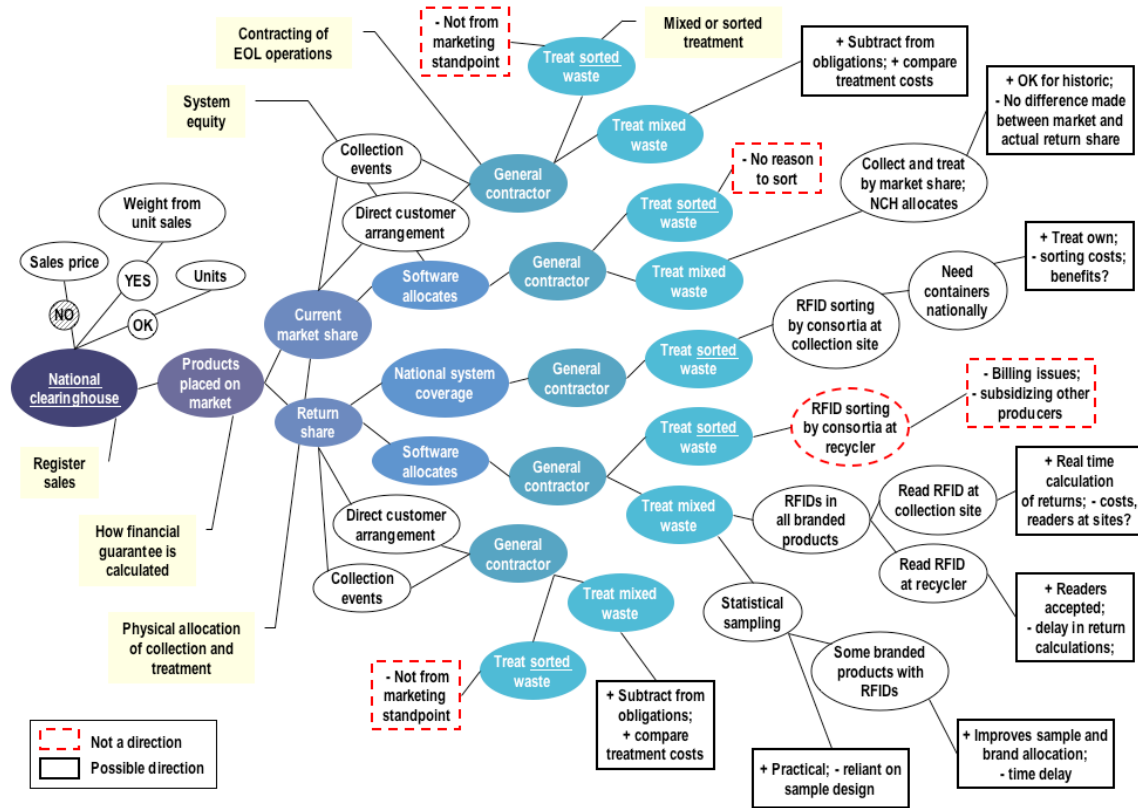 Contracting of
EOL operations
- Not from
marketing
standpoint
Mixed or sorted
treatment
Treat sorted
waste
+ Subtract from
obligations; +
compare
treatment costs
System
equity
Treat mixed
waste
+ OK for historic;
- No difference made
between market and
actual return share
Collection
events
General
contractor
- No reason
to sort
Collect and treat
by market share;
NCH allocates
Weight from
unit sales
Direct customer
arrangement
Treat sorted
waste
Sales price
YES
Units
Software
allocates
General
contractor
Treat mixed
waste
+ Treat own;
- sorting costs;
benefits?
NO
OK
Current
market share
RFID sorting
by consortia at
collection site
Need
containers
nationally
National
clearinghouse
Products
placed on
market
National system
coverage
General
contractor
Treat sorted
waste
Return
share
Treat sorted
waste
RFID sorting
by consortia at
recycler
- Billing issues;
- subsidizing other
producers
Register
sales
Software
allocates
General
contractor
Treat mixed
waste
RFIDs in
all branded
products
Read RFID at
collection site
+ Real time
calculation
of returns; - costs,
readers at sites?
How financial
guarantee is
calculated
Direct customer
arrangement
General
contractor
Read RFID
at recycler
Collection
events
Treat mixed
waste
Statistical
sampling
+ Readers
accepted;
- delay in return
calculations;
Physical allocation
of collection and
treatment
Treat sorted
waste
Some branded
products with
RFIDs
- Not from
marketing
standpoint
+ Subtract from
obligations;
+ compare
treatment costs
+ Practical; - reliant on
sample design
+ Improves sample and
brand allocation;
- time delay
Not a direction
Possible direction